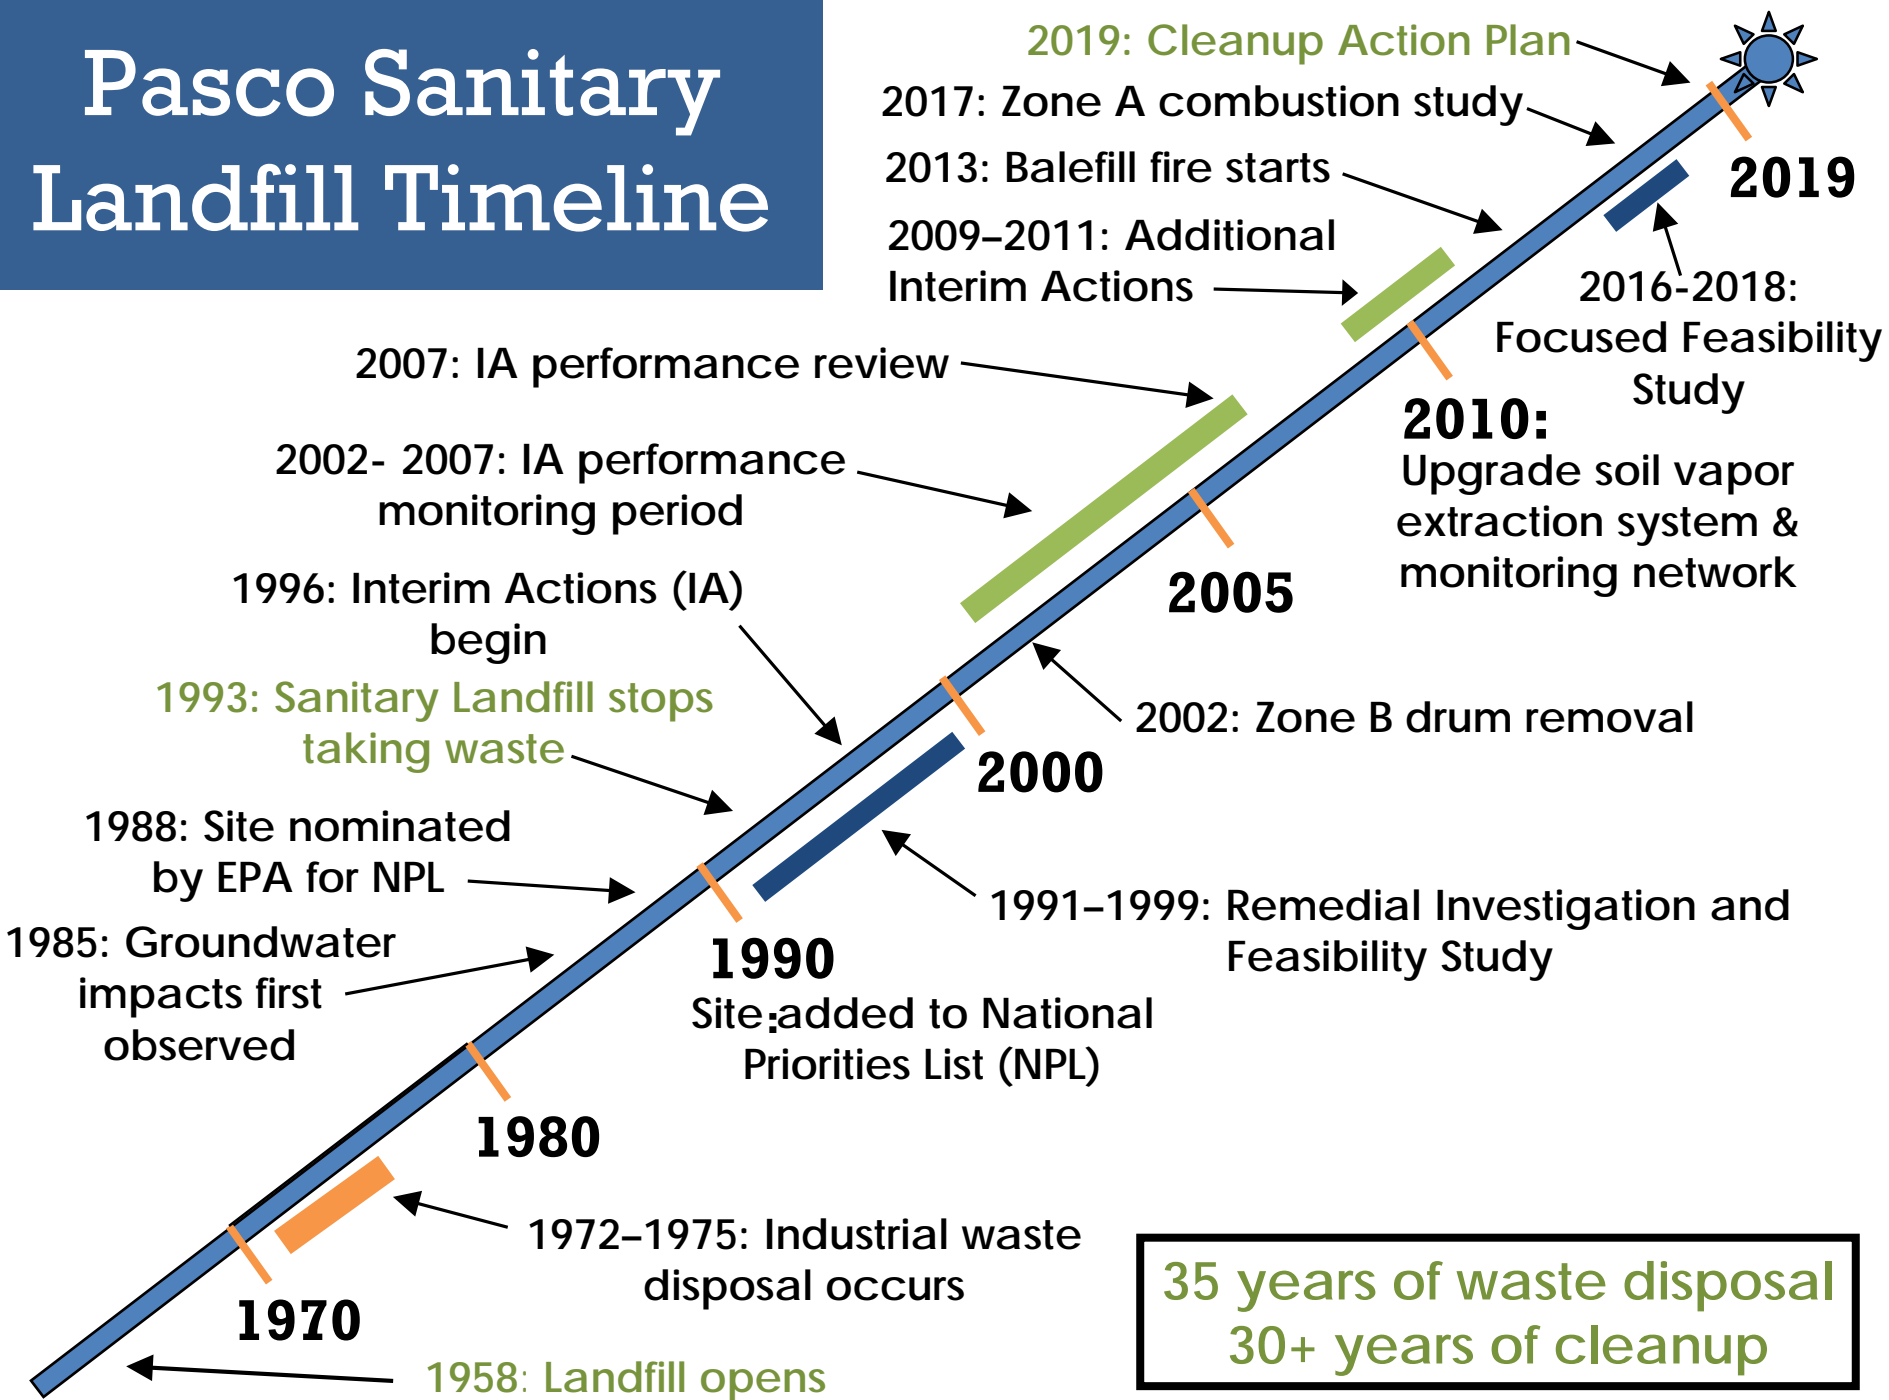 Pasco Sanitary
Landfill Timeline
2019: Cleanup Action Plan
2017: Zone A combustion study
2013: Balefill fire starts
2009–2011: Additional
Interim Actions
2019
2016-2018:
Focused Feasibility
Study
2007: IA performance review
2010:
Upgrade soil vapor
extraction system &
monitoring network
2002- 2007: IA performance
monitoring period
2005
1996: Interim Actions (IA)
begin
2002: Zone B drum removal
1993: Sanitary Landfill stops
taking waste
2000
1988: Site nominated
by EPA for NPL
1991–1999: Remedial Investigation and
Feasibility Study
1985: Groundwater
impacts first
observed
1990
:
Site added to National
Priorities List (NPL)
1980
1972–1975: Industrial waste
disposal occurs
1970
1958: Landfill opens
35 years of waste disposal
30+ years of cleanup